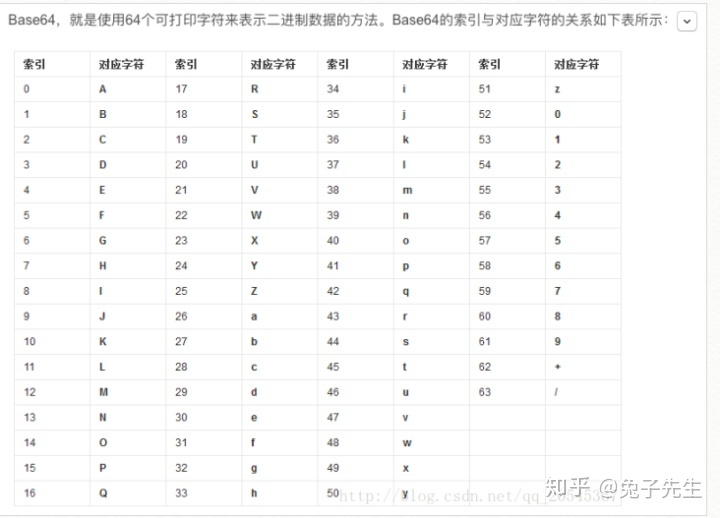 Base64，就是使用64个可打印字符来表示二进制数据的方法。Base64的索引与对应字符的关系如下表所示：
索引 对应字符 索引 对应字符 索引 对应字符 索引 对应字符
0 A 17 R 34 i 51 z
1 B 18 S 35 j 52 0
2 C 19 T 36 k 53 1
3 D 20 U 37 l 54 2
4 E 21 V 38 m 55 3
5 F 22 W 39 n 56 4
6 G 23 X 40 o 57 5
7 H 24 Y 41 p 58 6
8 I 25 Z 42 q 59 7
9 J 26 a 43 r 60 8
10 K 27 b 44 s 61 9
11 L 28 c 45 t 62 +
12 M 29 d 46 u 63 /
13 N 30 e 47 v
14 O 31 f 48 w
15 P 32 g 49 x
16 Q 33 h 50 y
知乎 @兔子先生